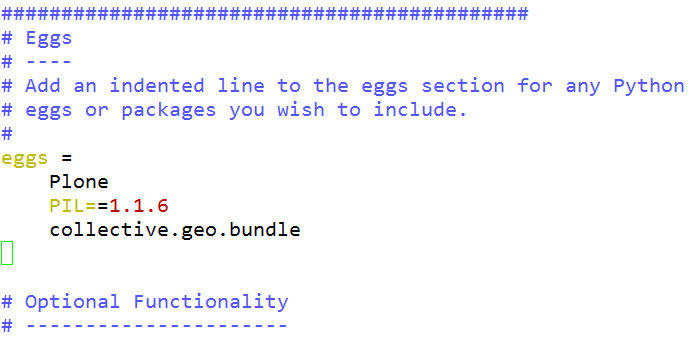 ############################################
# Eggs
# ----
# Add an indented line to the eggs section for any Python
# eggs or packages you wish to include.
#
eggs =
    Plone
    PIL==1.1.6
    collective.geo.bundle
# Optional Functionality
# ----------------------